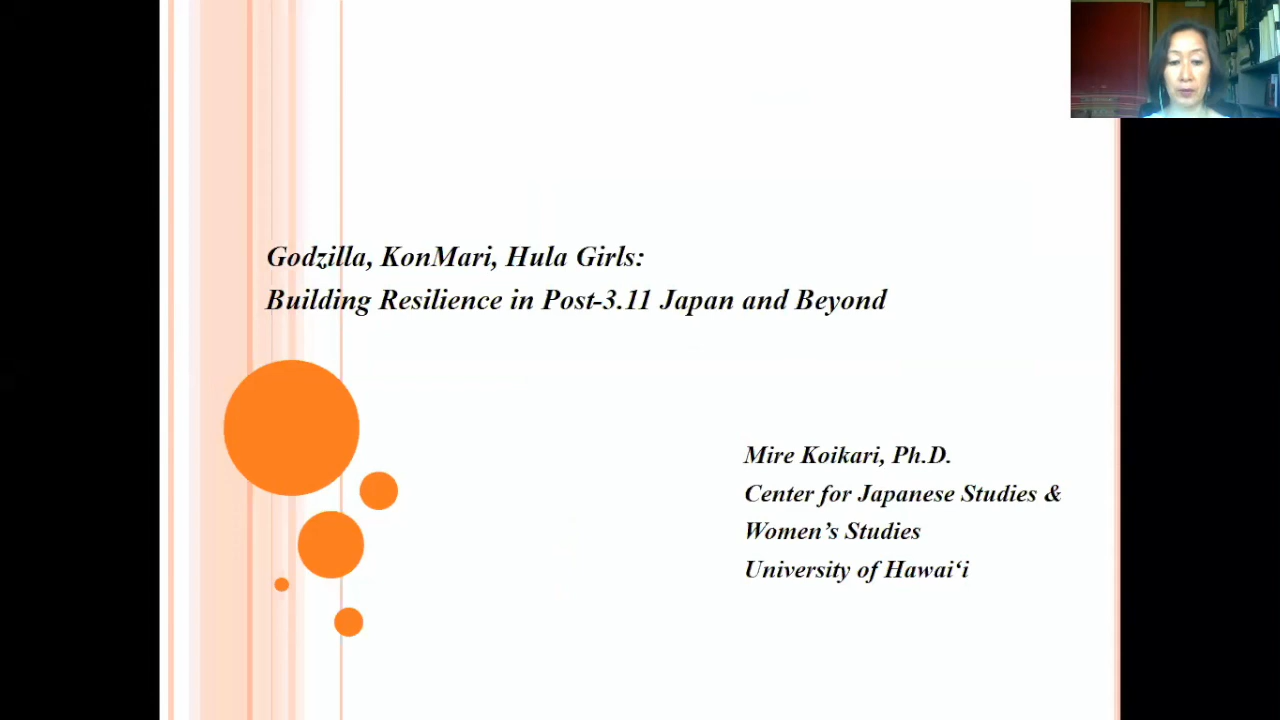 Godzilla, KonMari, Hula Girls:
Building Resilience in Post-3.11 Japan and Beyond
Mire Koikari, Ph.D.
Center for Japanese Studies &
Women’s Studies
University of Hawai‘i